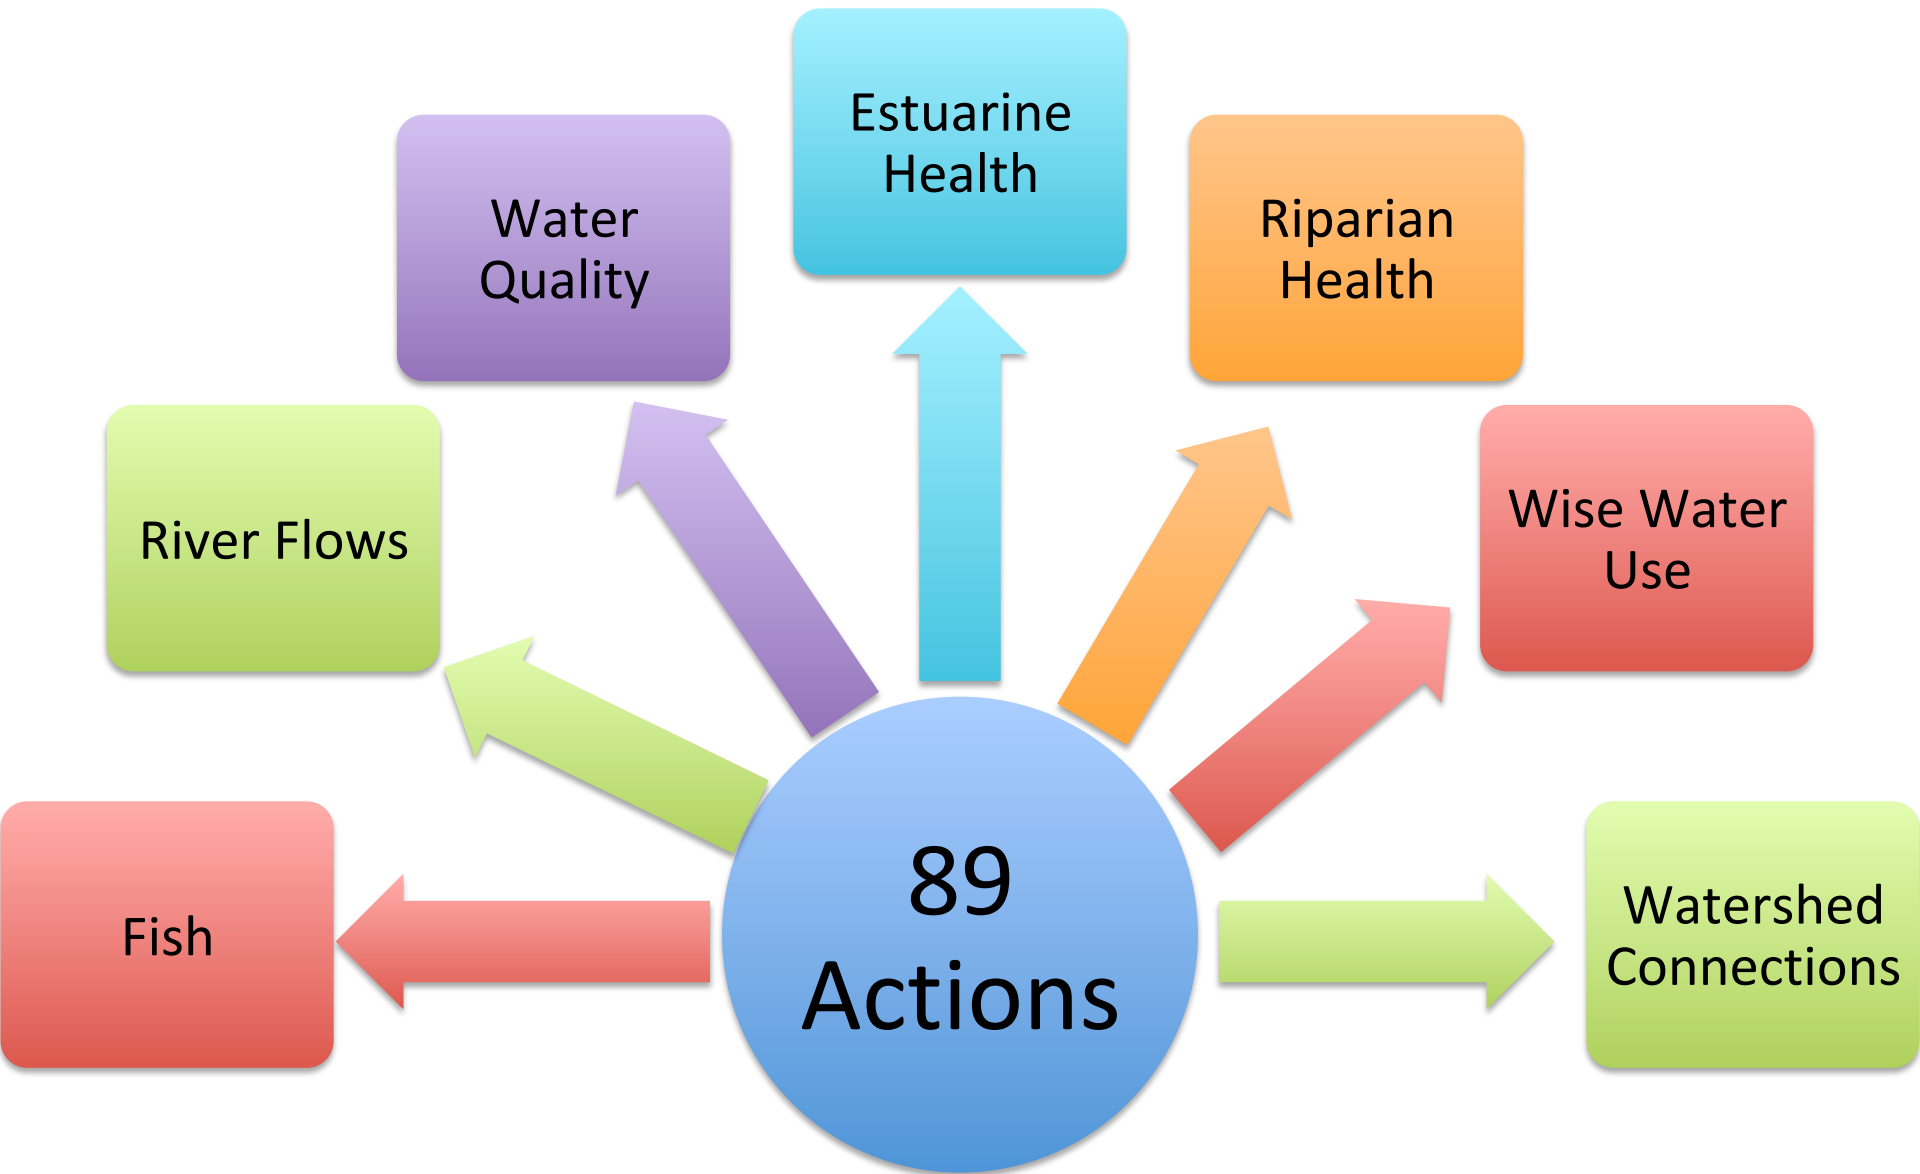 Estuarine
Health
Water
Quality
Riparian
Health
River Flows
Wise Water
Use
Fish
89
Actions
Watershed
Connections